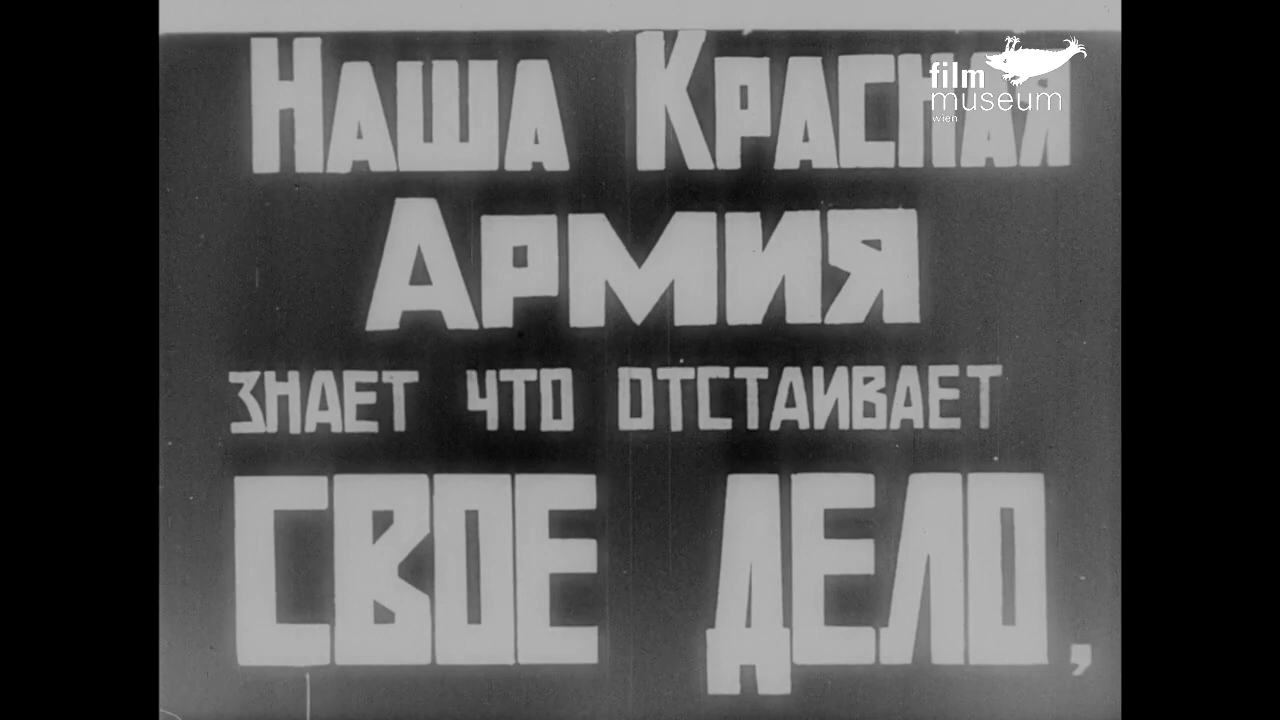 НАША КРАСНАЯ
АРМИЯ
ЗНАЕТ ЧТО ОТСТАИВАЕТ
СВОЕ ДЕЛО,
film
museum
wien